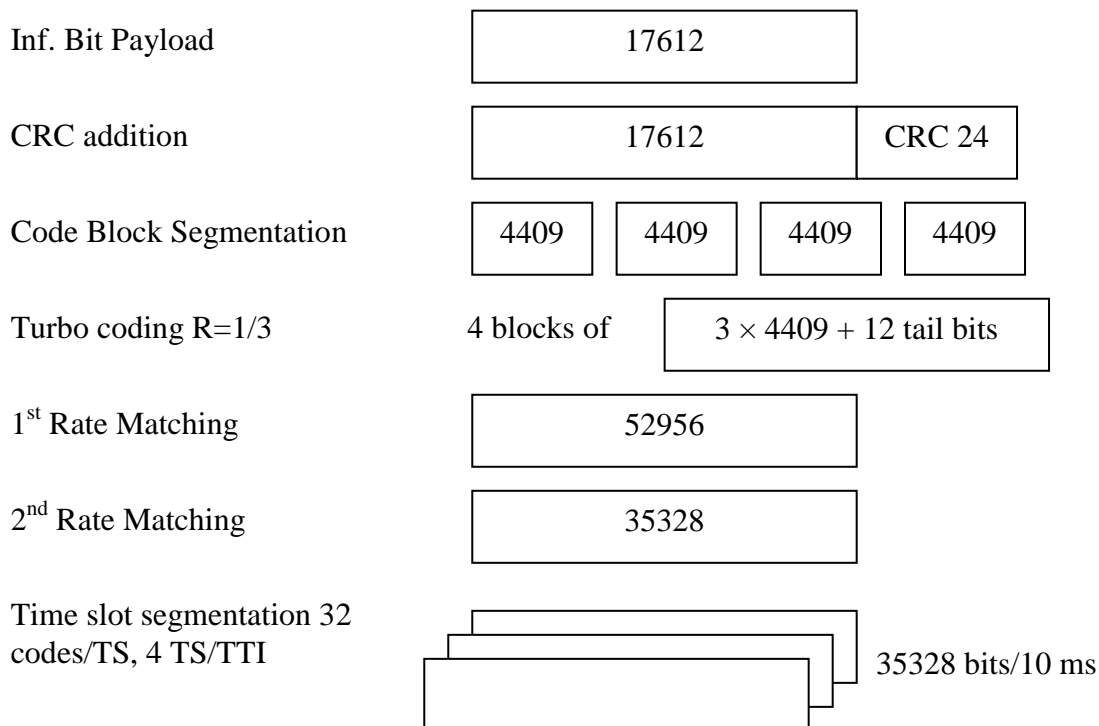 Inf. Bit Payload 17612
CRC addition 17612 CRC 24
Code Block Segmentation 4409 4409 4409 4409
Turbo coding R=1/3 4 blocks of 3 × 4409 + 12 tail bits
1st Rate Matching 52956
2nd Rate Matching 35328
Time slot segmentation 32
codes/TS, 4 TS/TTI
35328 bits/10 ms